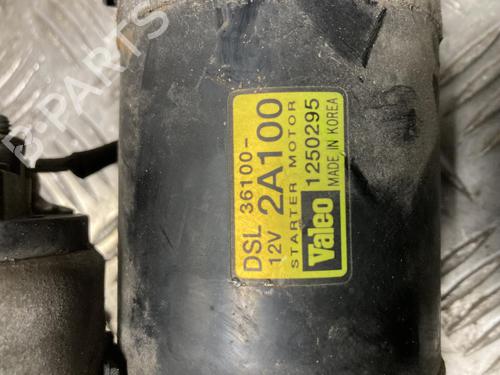 DSL 36100-
12V 2A100
STARTER MOTOR
Valeo 1250295
MADE IN KOREA
B-PARTS